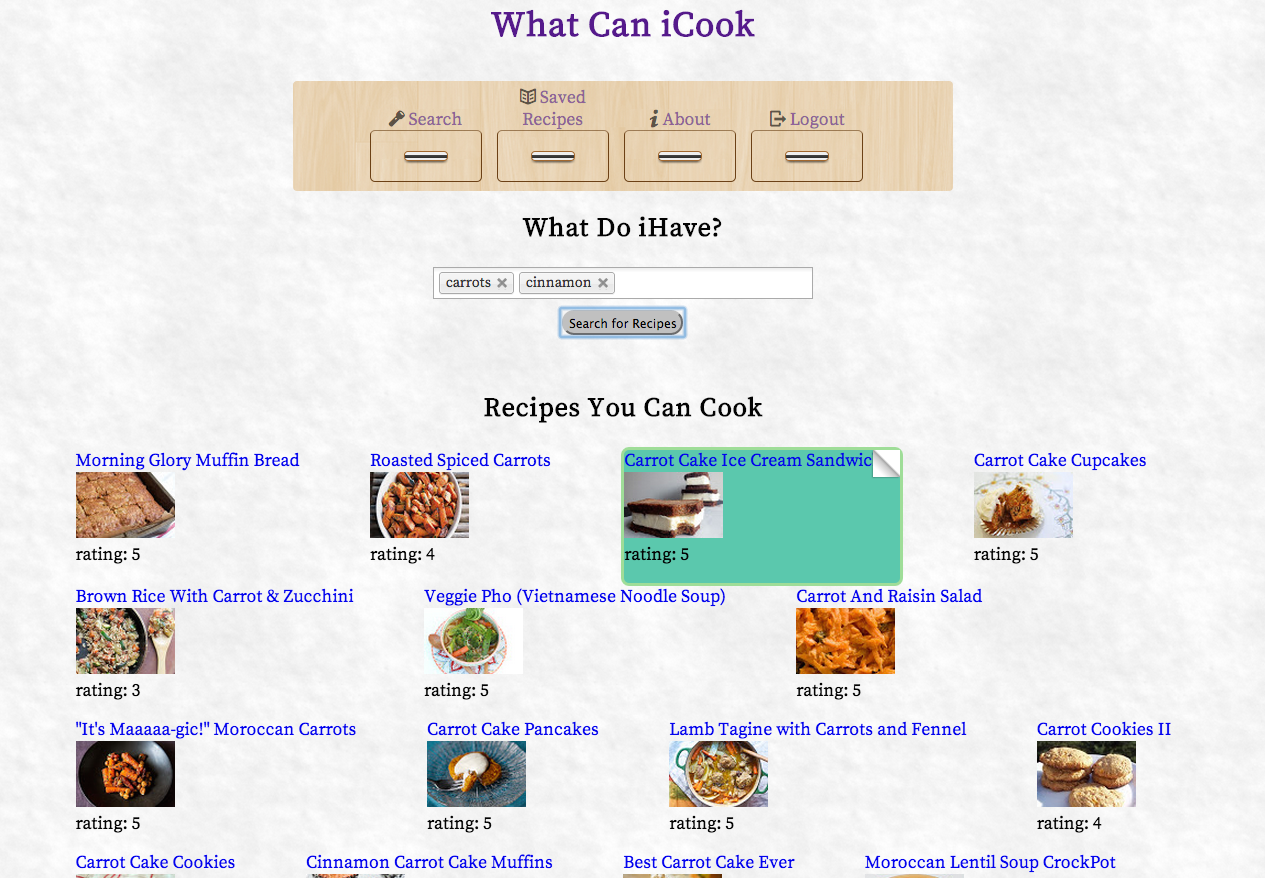 What Can iCook
Search
Saved
Recipes
About
Logout
What Do iHave?
carrots
cinnamon
Search for Recipes
Recipes You Can Cook
Morning Glory Muffin Bread
rating: 5
Roasted Spiced Carrots
rating: 4
Carrot Cake Ice Cream Sandwic
rating: 5
Carrot Cake Cupcakes
rating: 5
Brown Rice With Carrot & Zucchini
rating: 3
Veggie Pho (Vietnamese Noodle Soup)
rating: 5
Carrot And Raisin Salad
rating: 5
"It's Maaaaa-gic!" Moroccan Carrots
rating: 5
Carrot Cake Pancakes
rating: 5
Lamb Tagine with Carrots and Fennel
rating: 5
Carrot Cookies II
rating: 4
Carrot Cake Cookies
Cinnamon Carrot Cake Muffins
Best Carrot Cake Ever
Moroccan Lentil Soup CrockPot